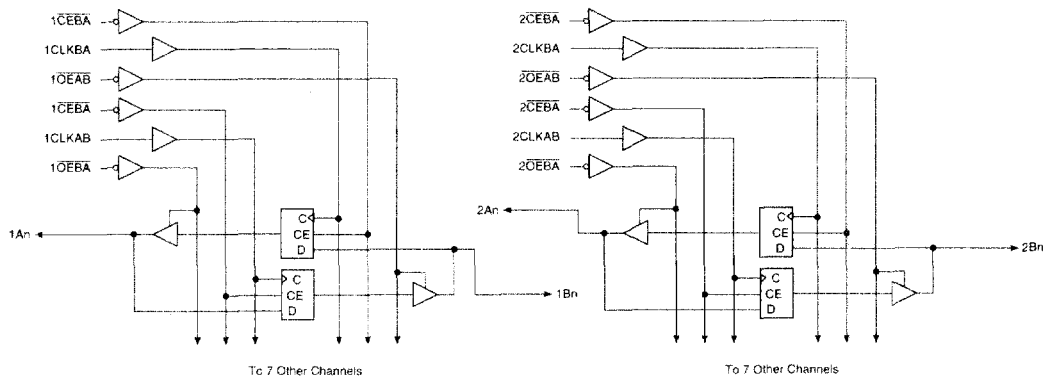 1CEBA
1CLKBA
1OEAB
1CEBA
1CLKAB
1OEBA
1An
C
CE
D
C
CE
D
1Bn
To 7 Other Channels
2CEBA
2CLKBA
2OEAB
2CEBA
2CLKAB
2OEBA
2An
C
CE
D
C
CE
D
2Bn
To 7 Other Channels